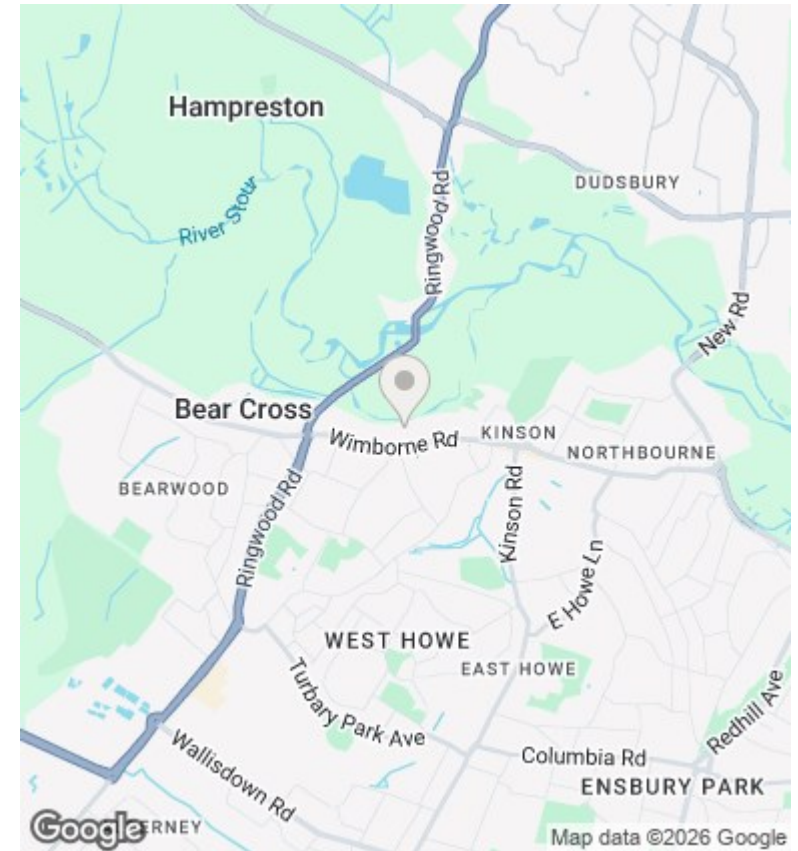 Hampreston
DUDSBURY
River Stour
Ringwood Rd
New Rd
Bear Cross
Wimborne Rd
KINSON
NORTHBOURNE
BEARWOOD
Ringwood Rd
Kinson Rd
E Howe Ln
WEST HOWE
EAST HOWE
Turbary Park Ave
Redhill Ave
Wallisdown Rd
Columbia Rd
ENSBURY PARK
Google
ERNEY
Map data ©2026 Google